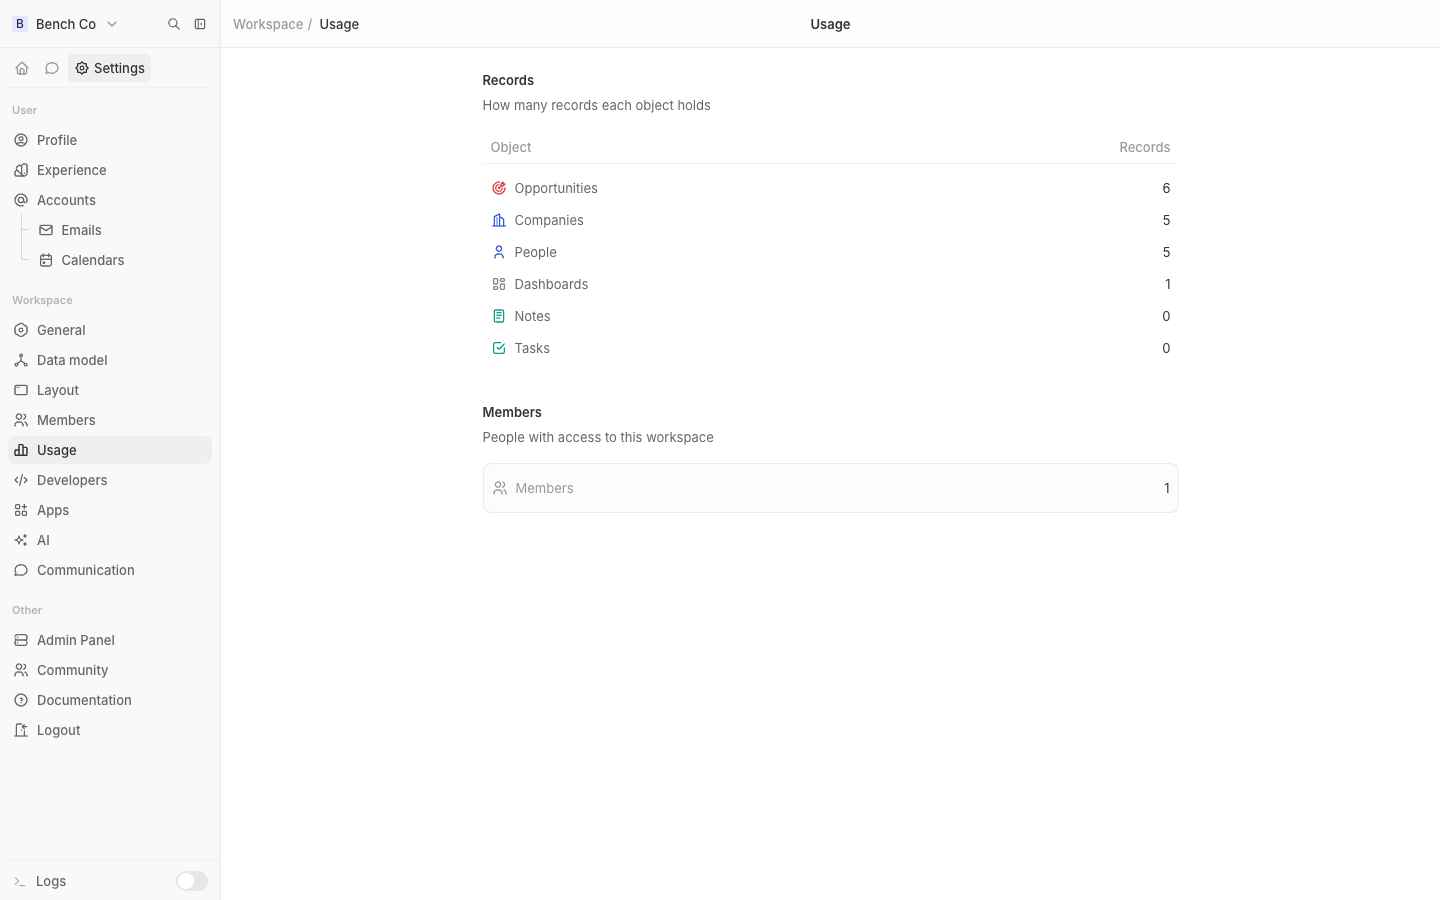 B Bench Co
Workspace / Usage
Usage
Settings
User
Profile
Experience
Accounts
Emails
Calendars
Workspace
General
Data model
Layout
Members
Usage
Developers
Apps
AI
Communication
Other
Admin Panel
Community
Documentation
Logout
Logs
Records
How many records each object holds
Object Records
Opportunities 6
Companies 5
People 5
Dashboards 1
Notes 0
Tasks 0
Members
People with access to this workspace
Members 1